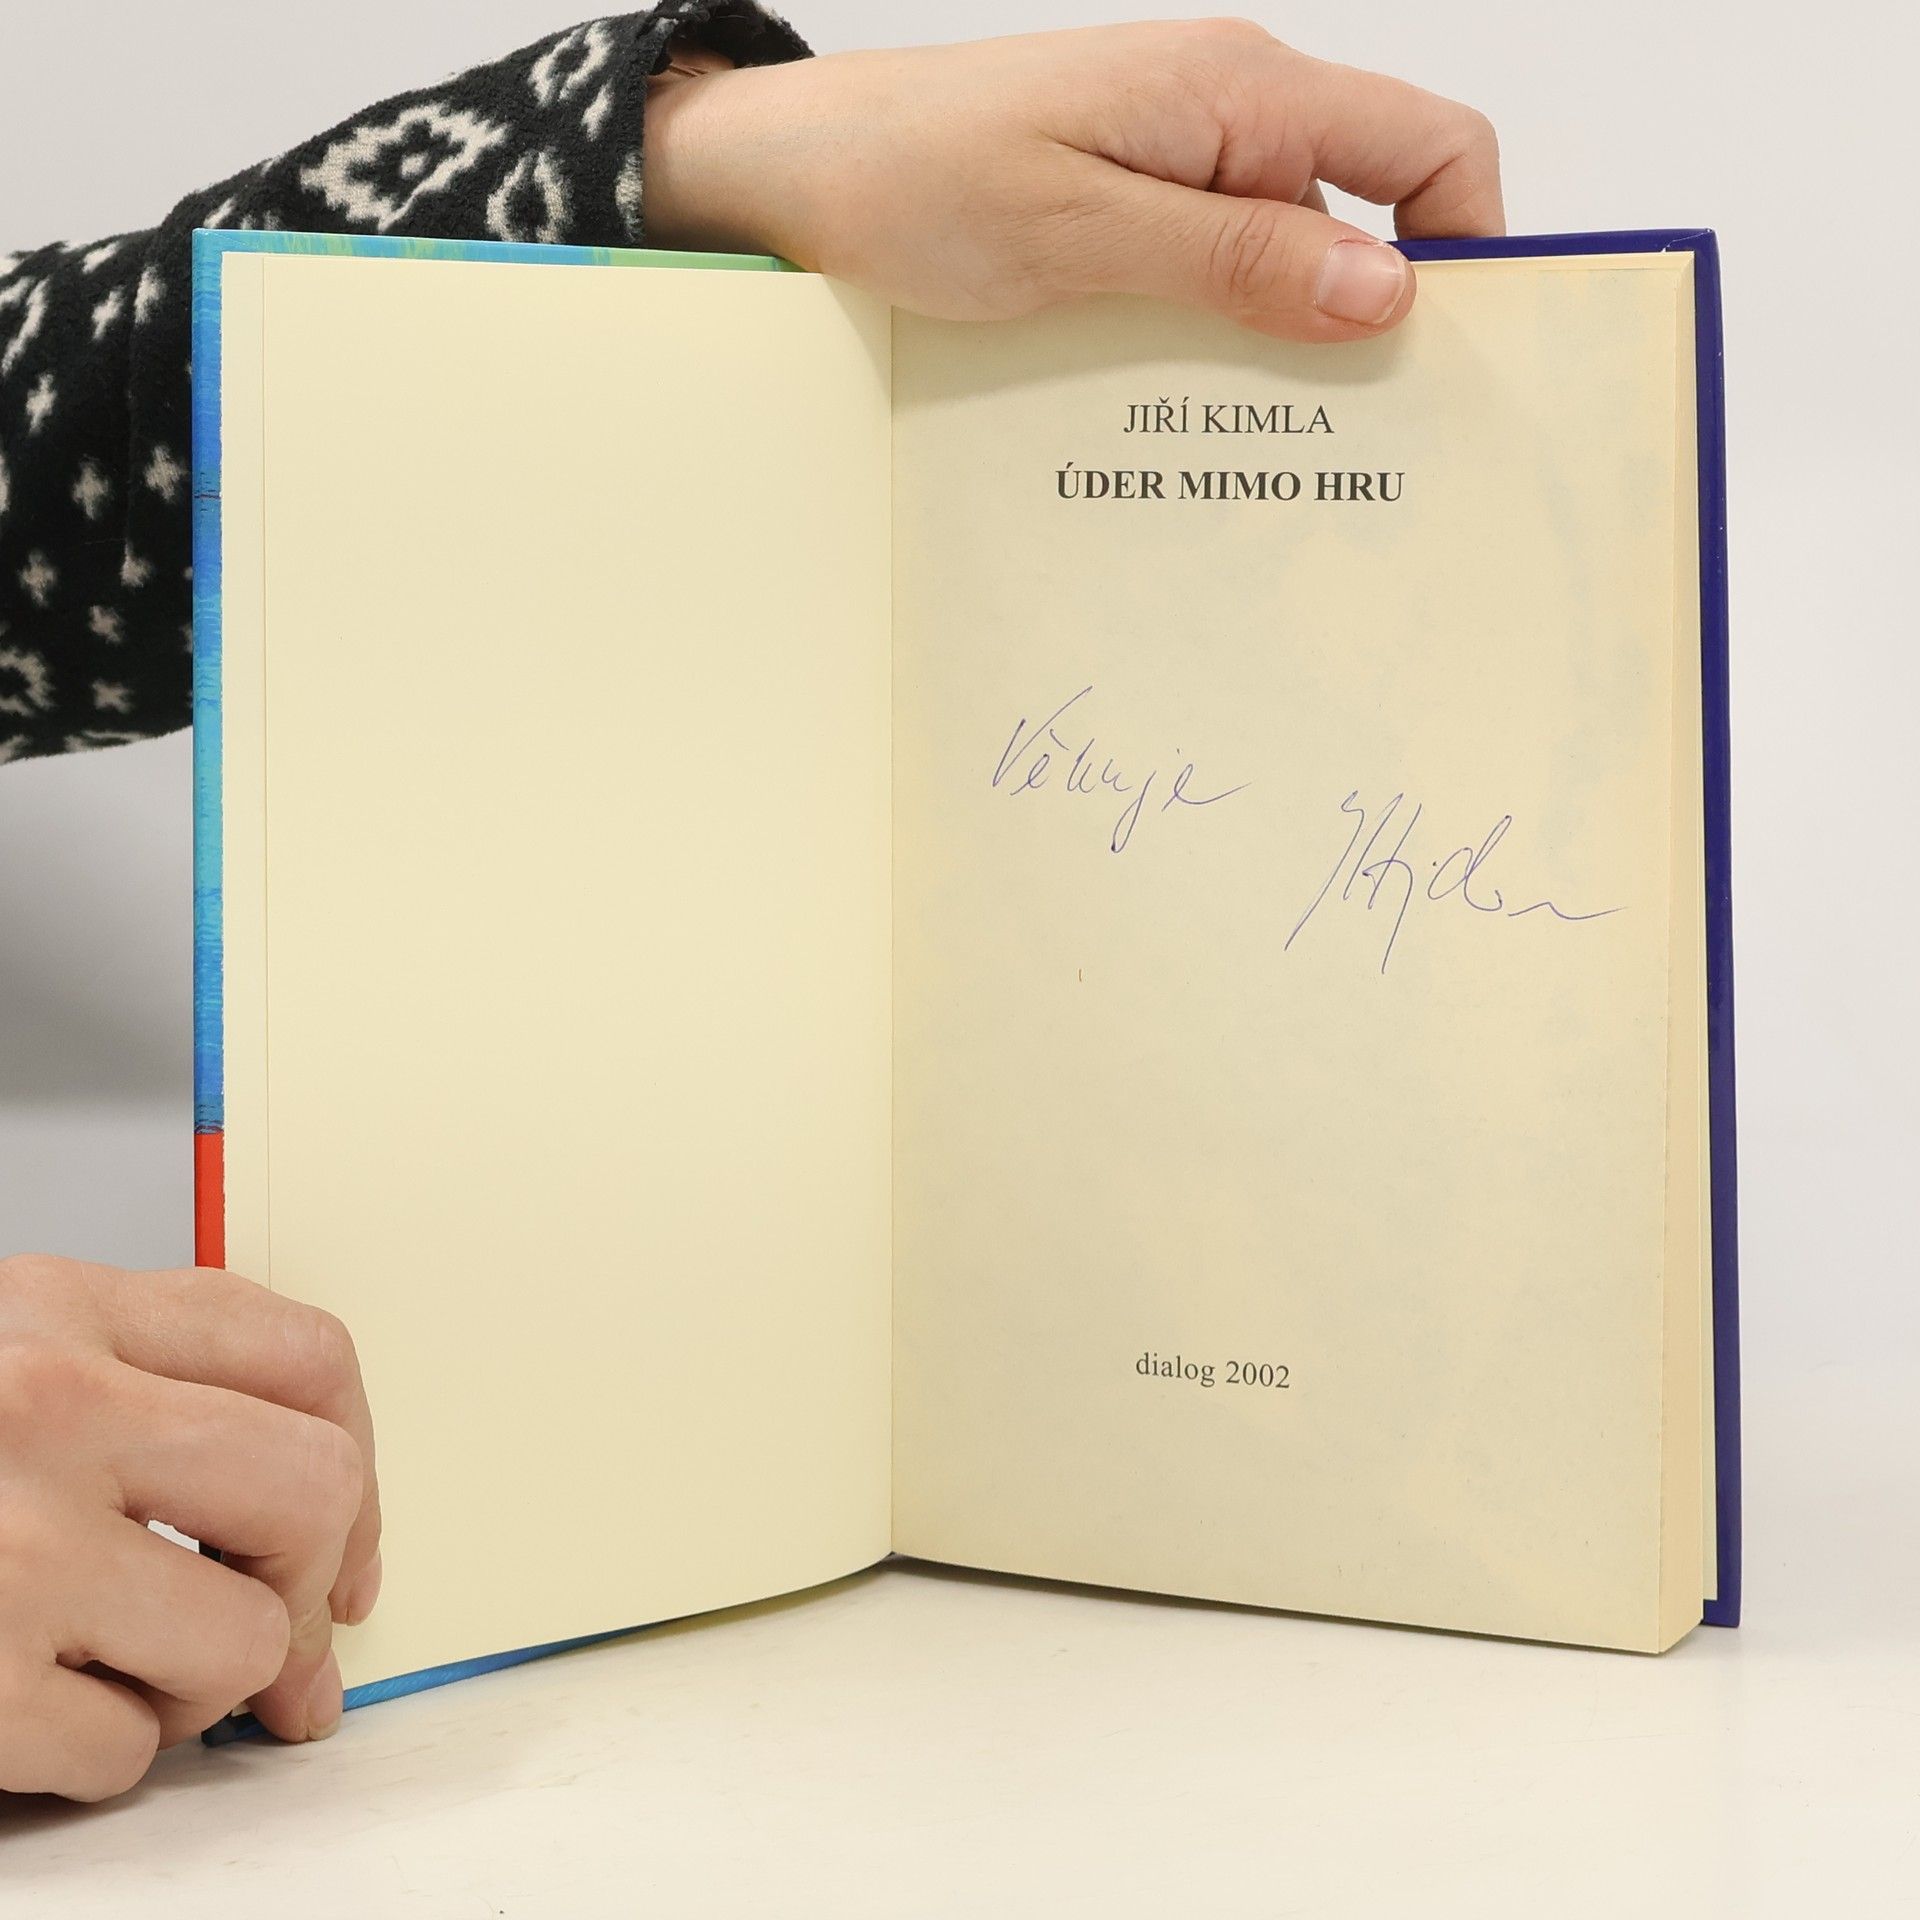 JIŘÍ KIMLA
ÚDER MIMO HRU
Věnuje
dialog 2002